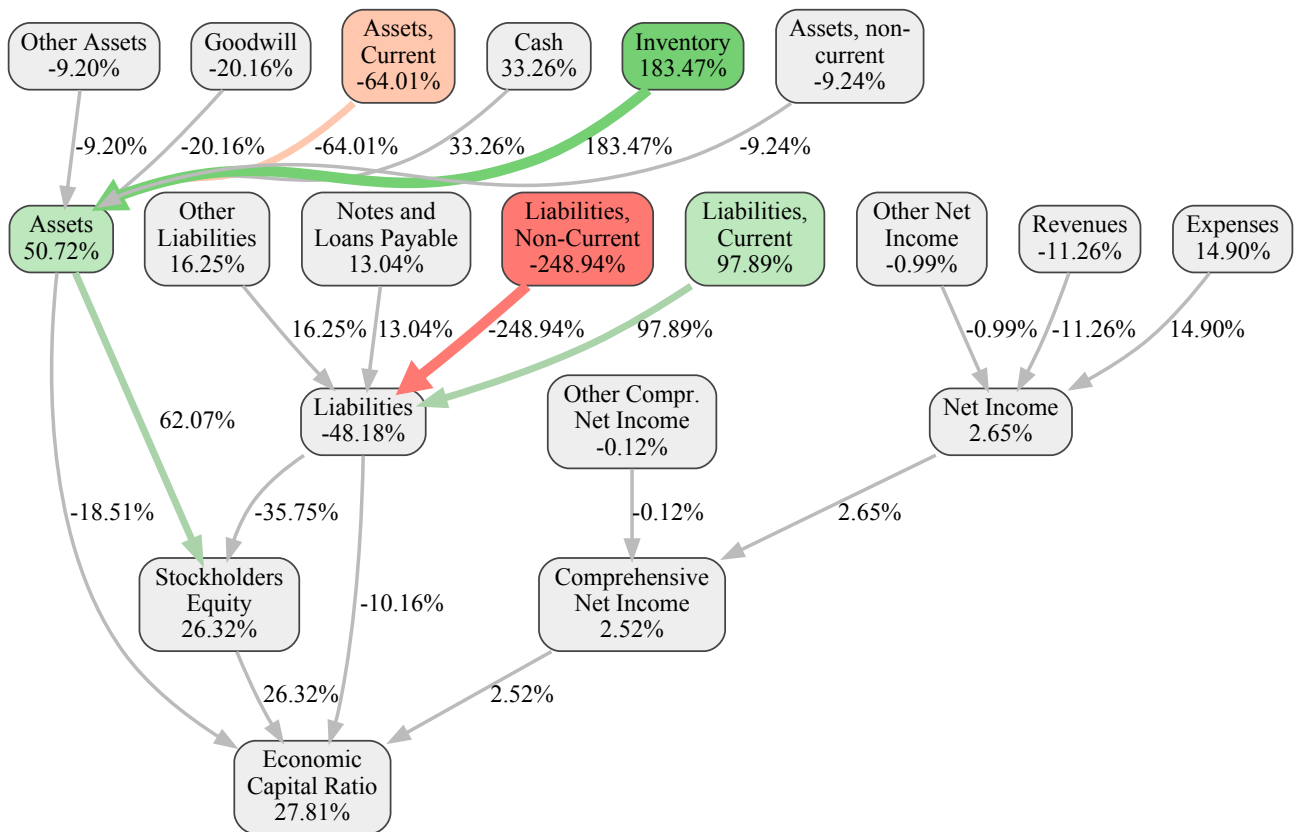 Other Assets
-9.20%
Goodwill
-20.16%
Assets,
Current
-64.01%
Cash
33.26%
Inventory
183.47%
Assets, non-
current
-9.24%
-9.20%
-20.16%
-64.01%
33.26%
183.47%
-9.24%
Assets
50.72%
Other
Liabilities
16.25%
Notes and
Loans Payable
13.04%
Liabilities,
Non-Current
-248.94%
Liabilities,
Current
97.89%
Other Net
Income
-0.99%
Revenues
-11.26%
Expenses
14.90%
16.25%
13.04%
-248.94%
97.89%
-0.99%
-11.26%
14.90%
62.07%
Liabilities
-48.18%
Other Compr.
Net Income
-0.12%
Net Income
2.65%
-18.51%
-35.75%
-0.12%
2.65%
Stockholders
Equity
26.32%
-10.16%
Comprehensive
Net Income
2.52%
26.32%
2.52%
Economic
Capital Ratio
27.81%